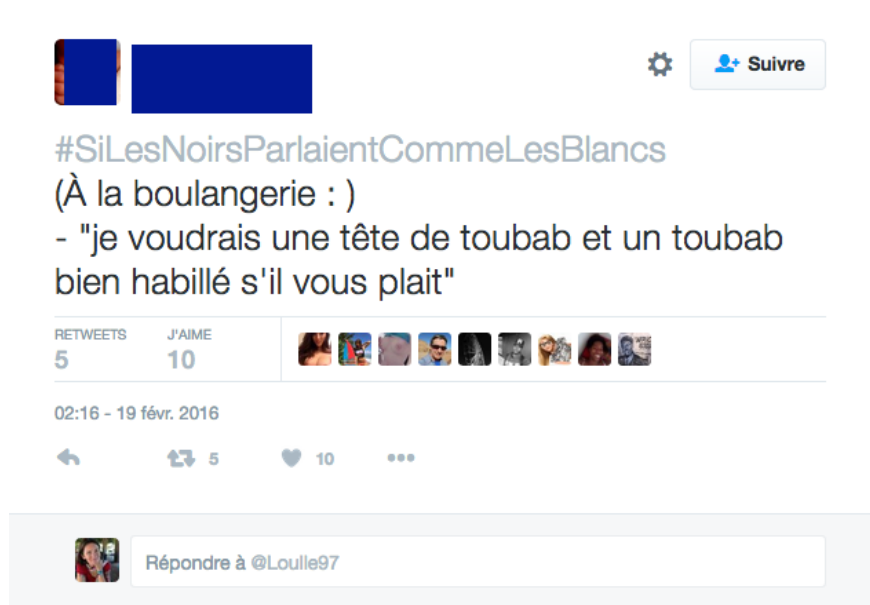 Suivre
#SiLesNoirsParlaientCommeLesBlancs
(À la boulangerie : )
- "je voudrais une tête de toubab et un toubab
bien habillé s'il vous plait"
RETWEETS J'AIME
5 10
02:16 - 19 févr. 2016
5 10
Répondre à @Loulle97